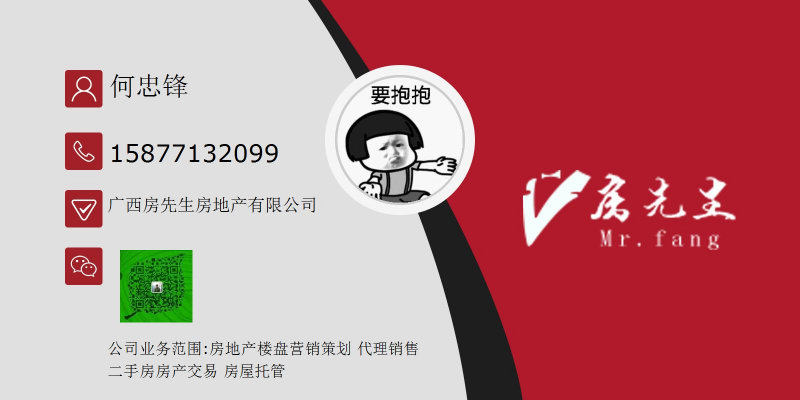 何忠锋
15877132099
广西房先生房地产有限公司
公司业务范围:房地产楼盘营销策划 代理销售
二手房房产交易 房屋托管
要抱抱
房先生
Mr.fang